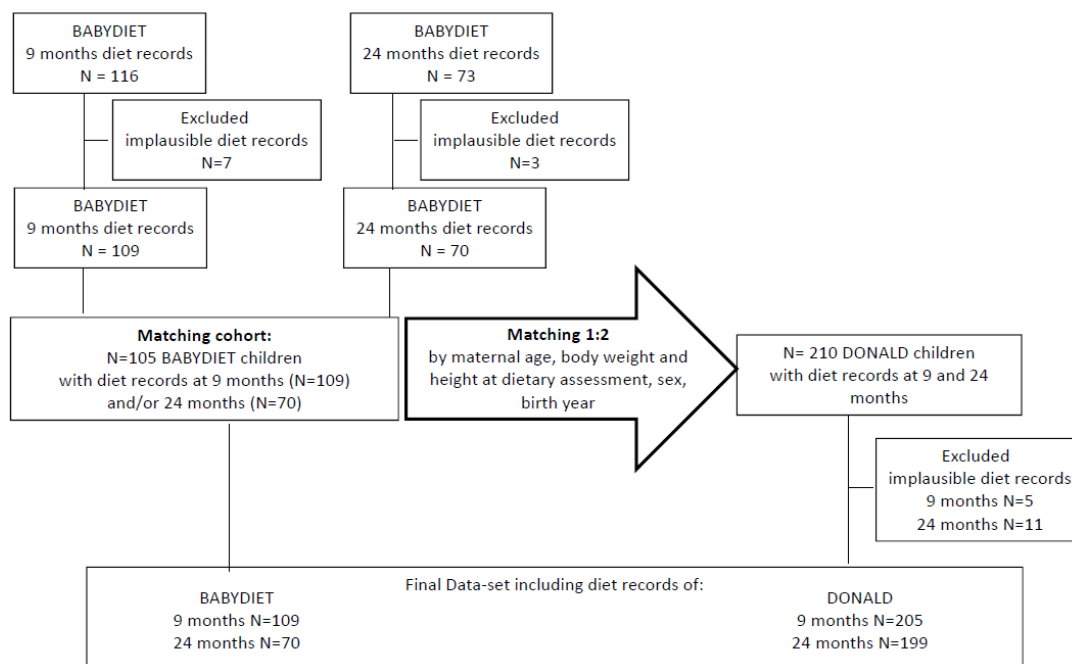 BABYDIET
9 months diet records
N = 116
BABYDIET
24 months diet records
N = 73
Excluded
implausible diet records
N=7
Excluded
implausible diet records
N=3
BABYDIET
9 months diet records
N = 109
BABYDIET
24 months diet records
N = 70
Matching cohort:
N=105 BABYDIET children
with diet records at 9 months (N=109)
and/or 24 months (N=70)
Matching 1:2
by maternal age, body weight and
height at dietary assessment, sex,
birth year
N= 210 DONALD children
with diet records at 9 and 24
months
Excluded
implausible diet records
9 months N=5
24 months N=11
Final Data-set including diet records of:
BABYDIET
9 months N=109
24 months N=70
DONALD
9 months N=205
24 months N=199